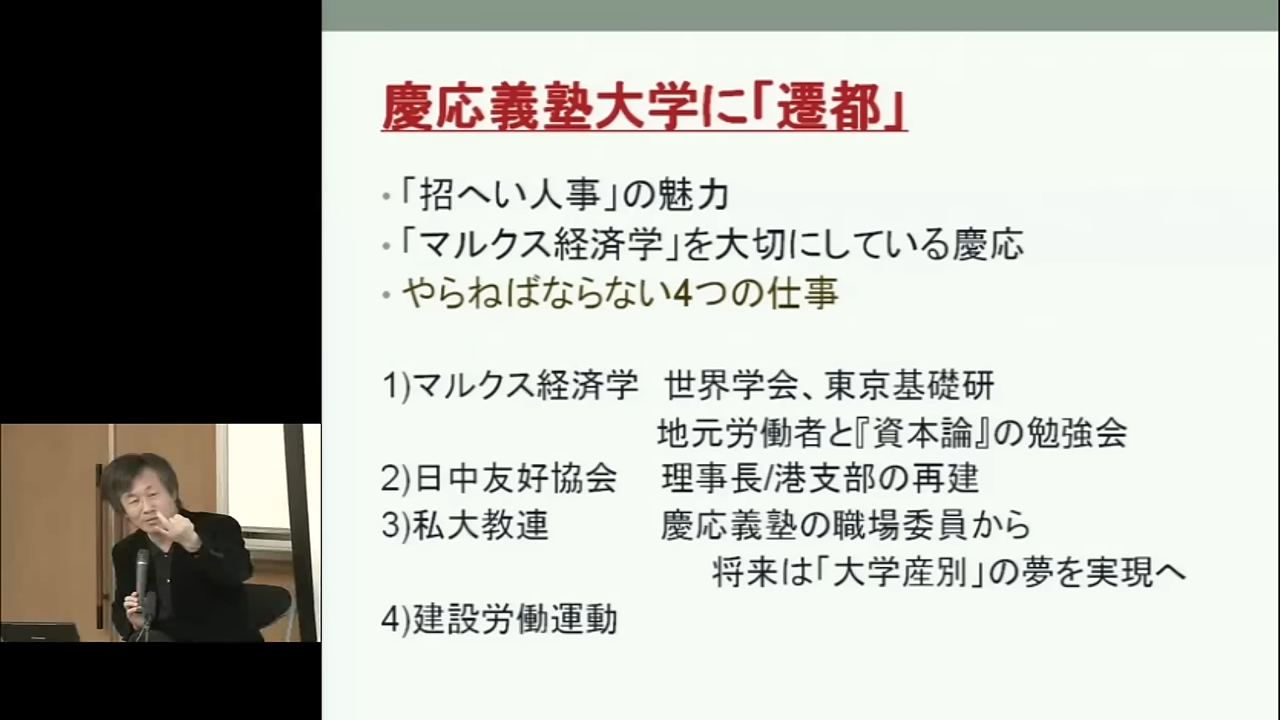 慶応義塾大学に「遷都」
•「招へい人事」の魅力
•「マルクス経済学」を大切にしている慶応
• やらねばならない4つの仕事
1)マルクス経済学 世界学会、東京基礎研
地元労働者と『資本論』の勉強会
2)日中友好協会 理事長/港支部の再建
3)私大教連 慶応義塾の職場委員から
将来は「大学産別」の夢を実現へ
4)建設労働運動